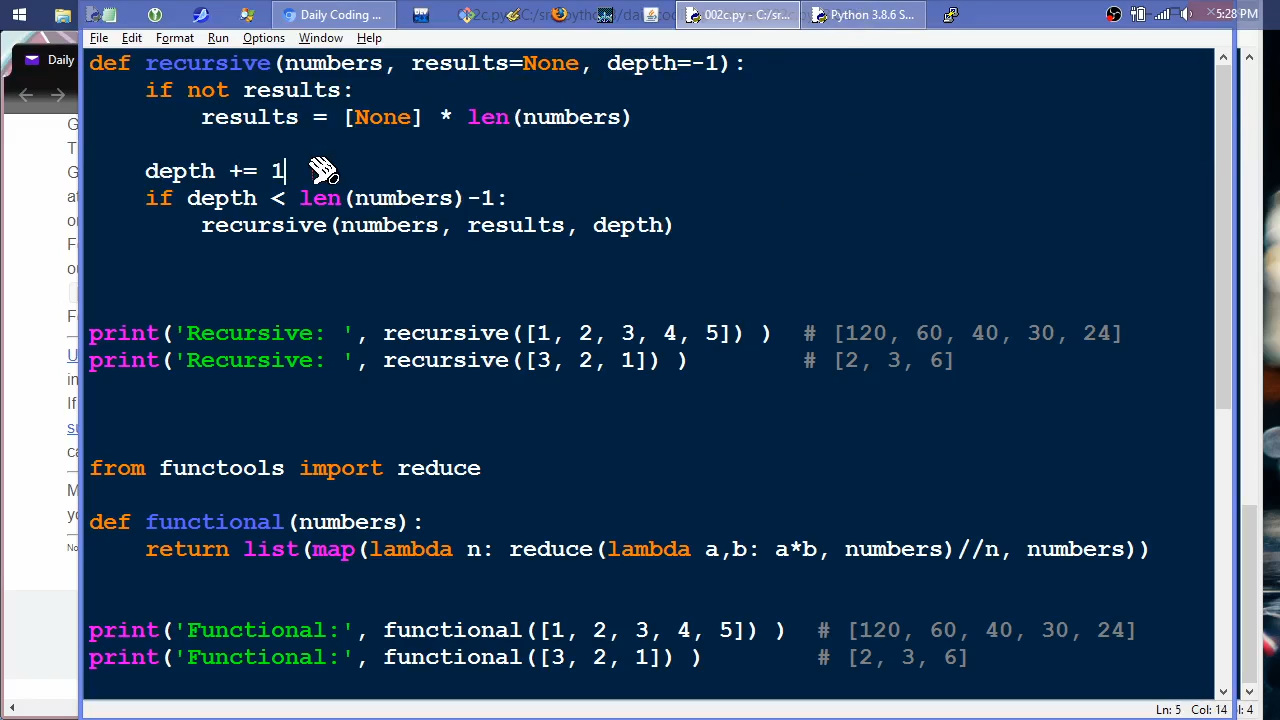 Daily Coding ...
002c.py - C:/sr...
Python 3.8.6 S...
5:28 PM
File Edit Format Run Options Window Help
Daily
def recursive(numbers, results=None, depth=-1):
    if not results:
        results = [None] * len(numbers)
    depth += 1
    if depth < len(numbers)-1:
        recursive(numbers, results, depth)
print('Recursive: ', recursive([1, 2, 3, 4, 5]) )  # [120, 60, 40, 30, 24]
print('Recursive: ', recursive([3, 2, 1]) )        # [2, 3, 6]
from functools import reduce
def functional(numbers):
    return list(map(lambda n: reduce(lambda a,b: a*b, numbers)//n, numbers))
print('Functional:', functional([1, 2, 3, 4, 5]) )  # [120, 60, 40, 30, 24]
print('Functional:', functional([3, 2, 1]) )        # [2, 3, 6]
Ln: 5 Col: 14